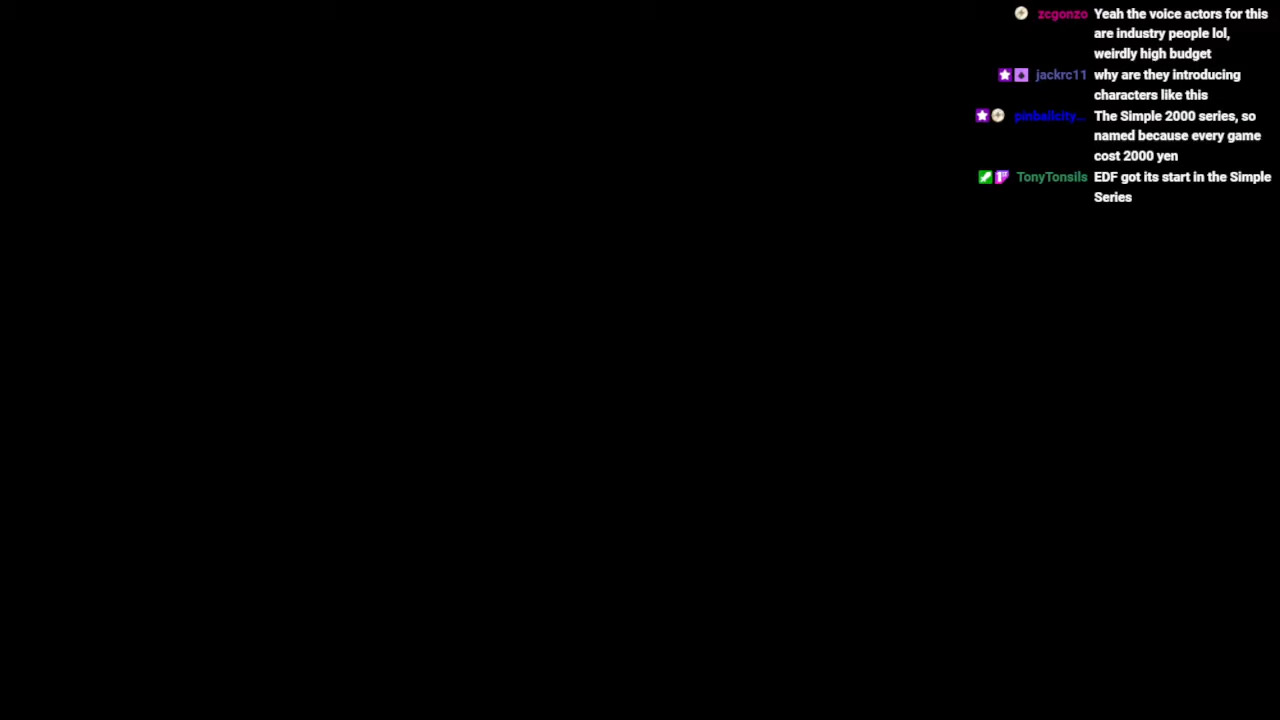 zcgonzo Yeah the voice actors for this
are industry people lol,
weirdly high budget
jackrc11 why are they introducing
characters like this
pinballcity... The Simple 2000 series, so
named because every game
cost 2000 yen
TonyTonsils EDF got its start in the Simple
Series